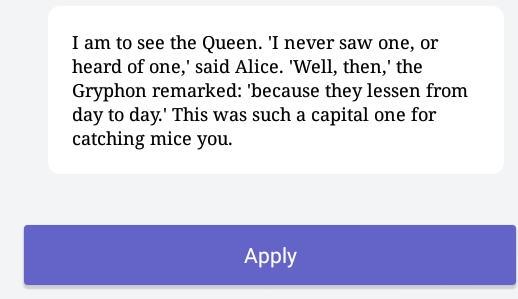 I am to see the Queen. 'I never saw one, or
heard of one,' said Alice. 'Well, then,' the
Gryphon remarked: 'because they lessen from
day to day.' This was such a capital one for
catching mice you.
Apply